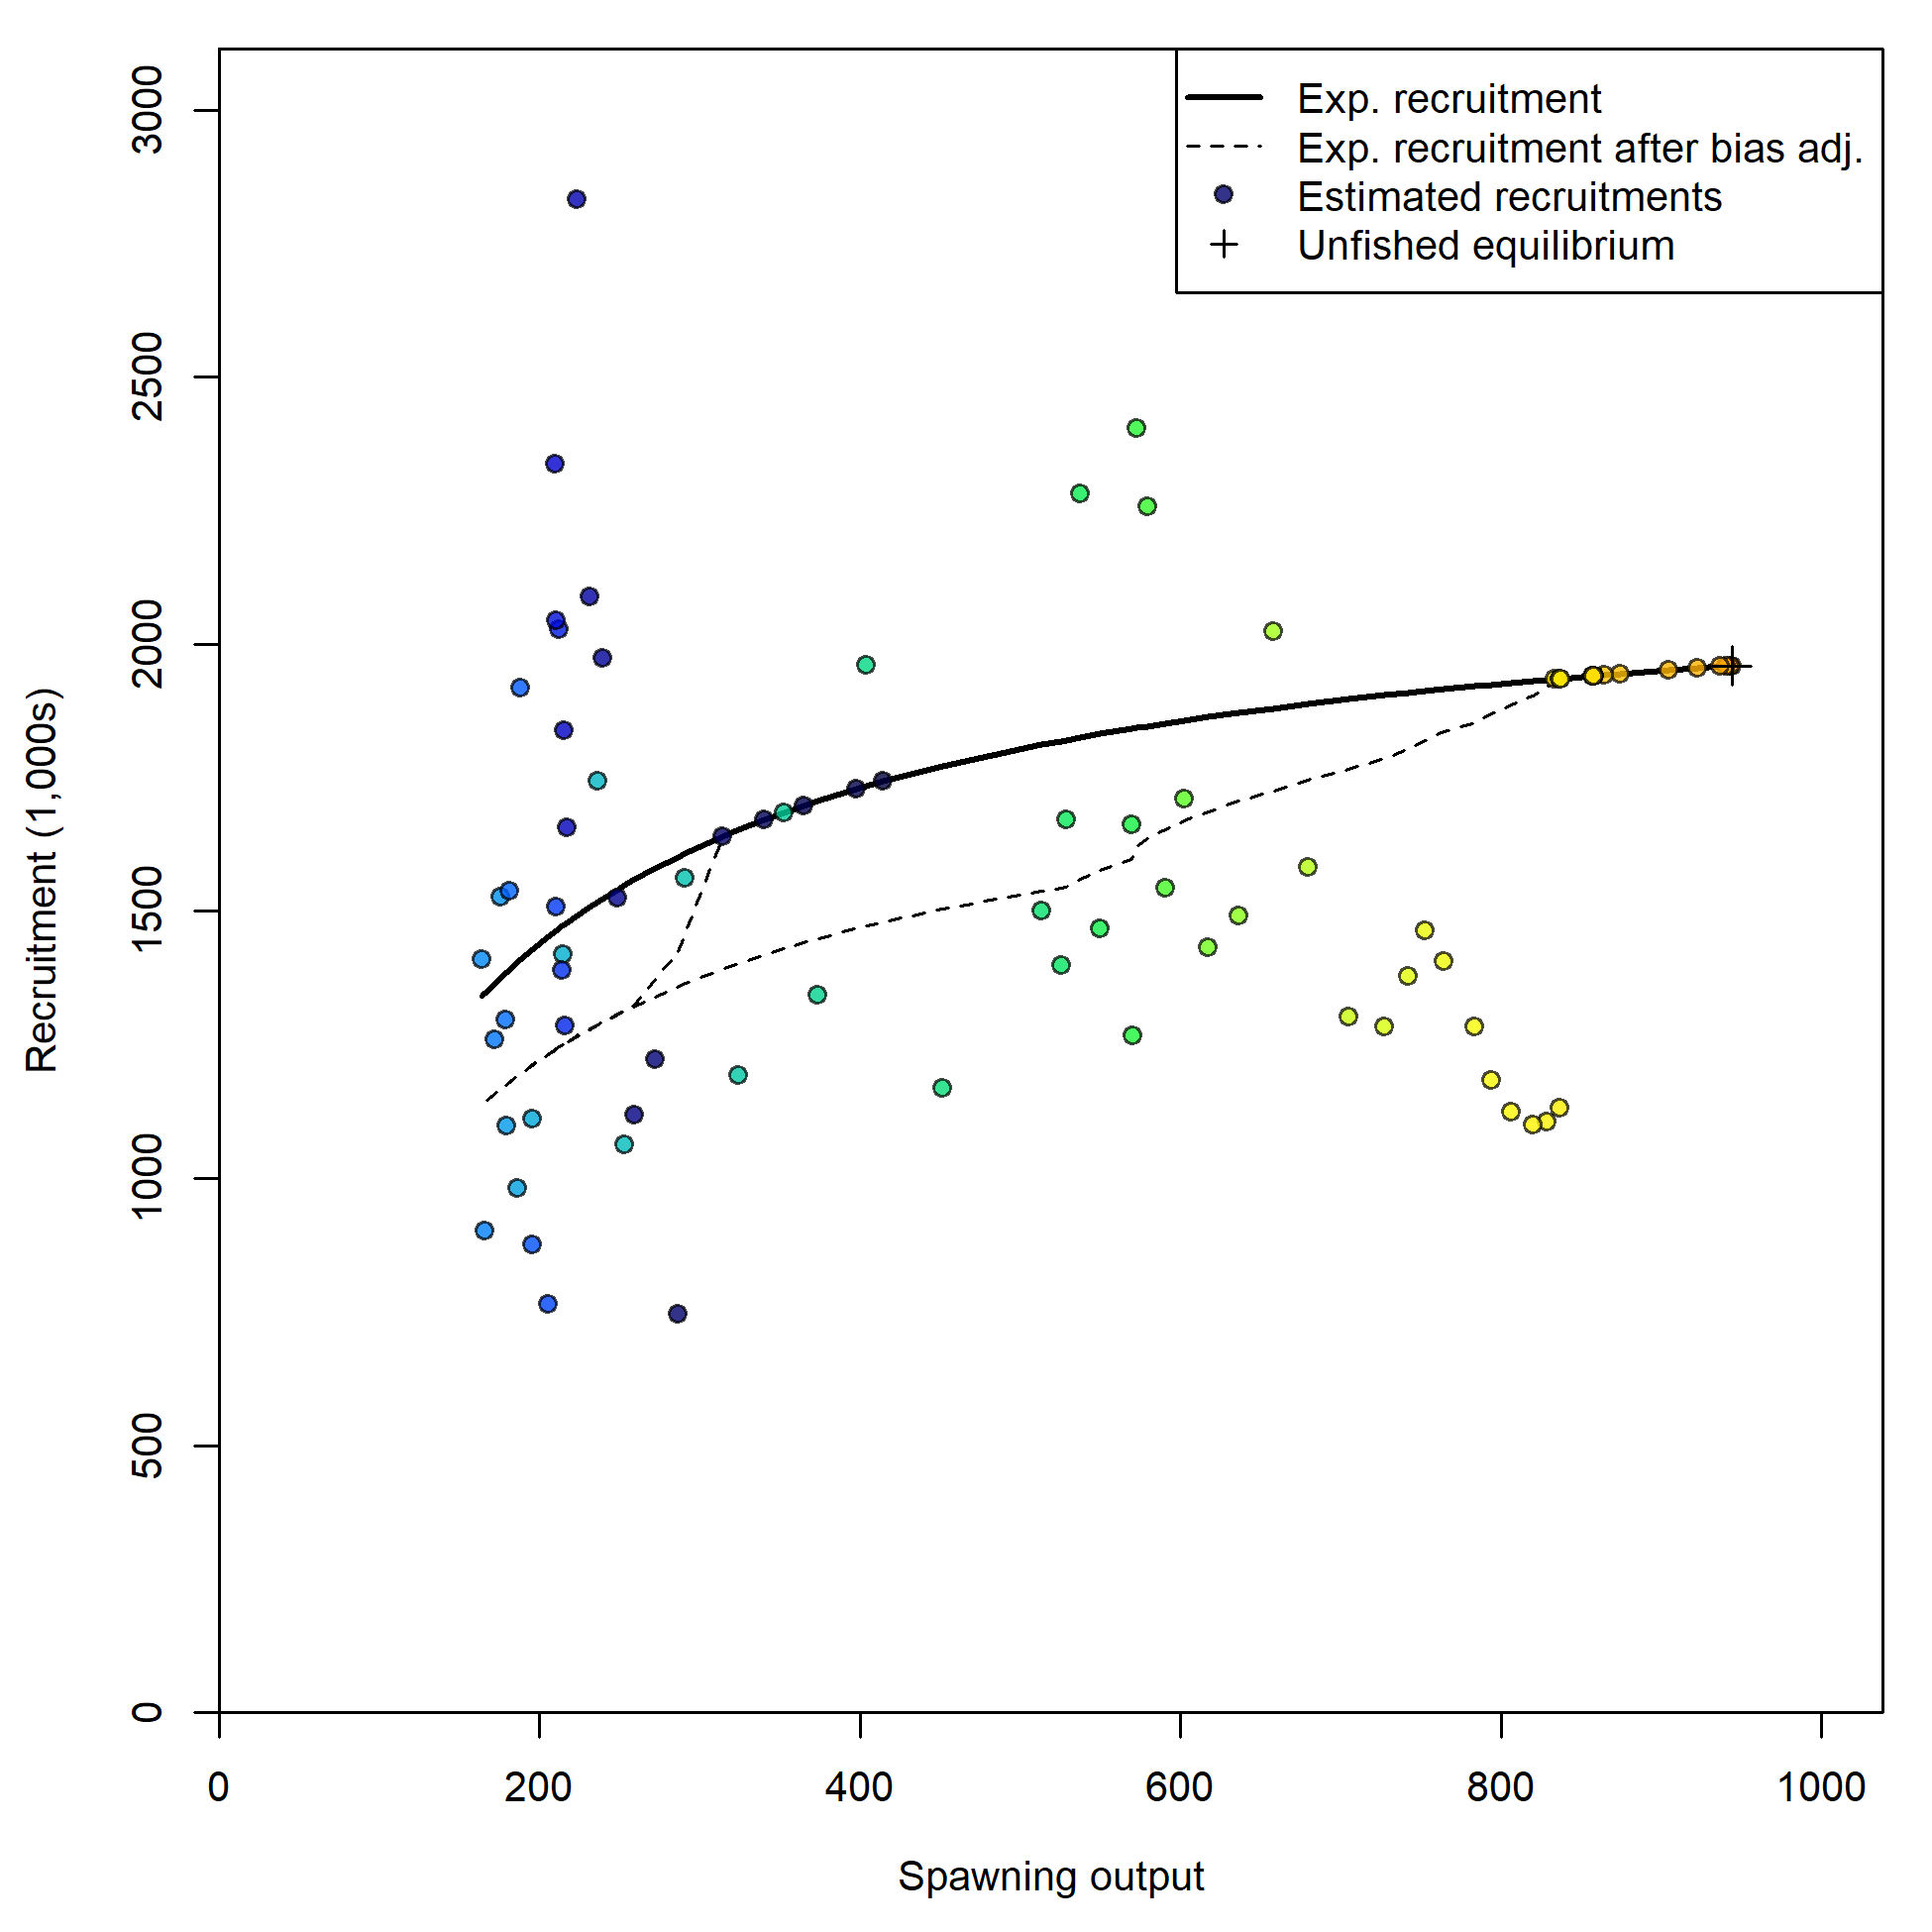 Exp. recruitment
Exp. recruitment after bias adj.
Estimated recruitments
Unfished equilibrium
3000
2500
2000
1500
1000
500
0
Recruitment (1,000s)
0 200 400 600 800 1000
Spawning output